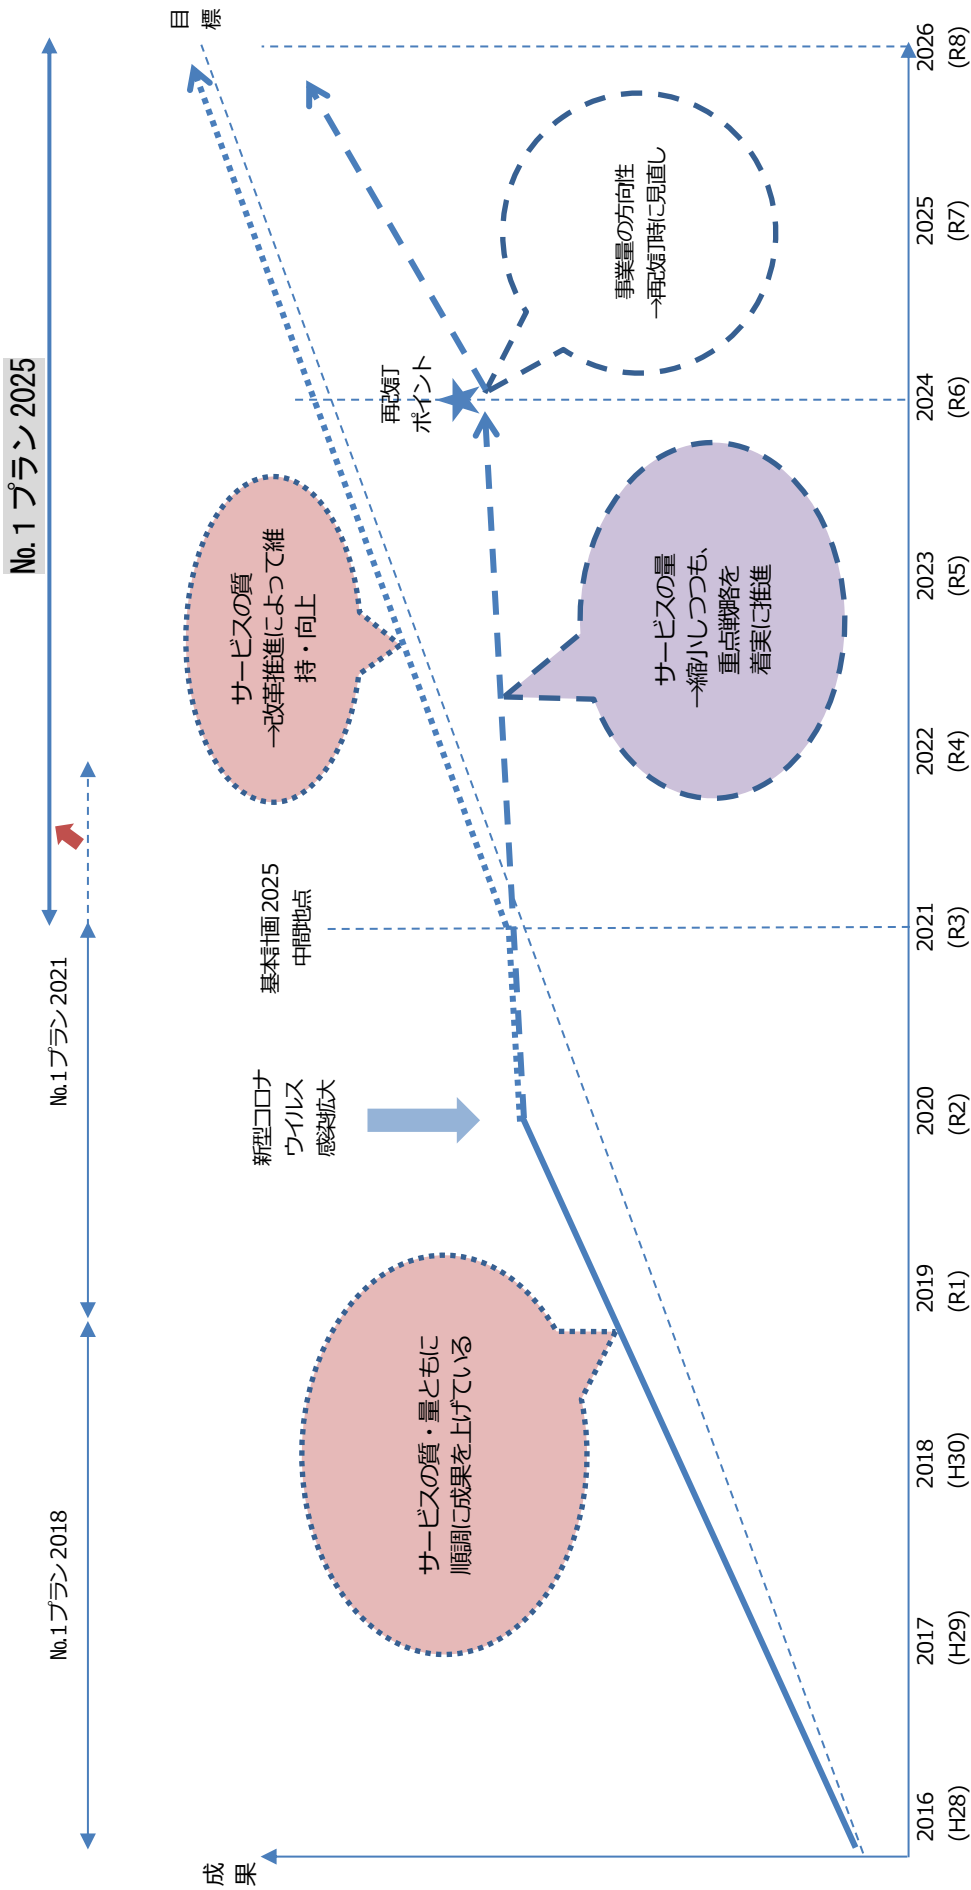 №1 プラン 2025
№1 プラン 2018
№1 プラン 2021
成
果
目
標
サービスの質・量ともに
順調に成果を上げている
新型コロナ
ウイルス
感染拡大
基本計画 2025
中間地点
サービスの質
→改革推進によって維
持・向上
サービスの量
→縮小しつつも、
重点戦略を
着実に推進
再改訂
ポイント
事業量の方向性
→再改訂時に見直し
2016
(H28)
2017
(H29)
2018
(H30)
2019
(R1)
2020
(R2)
2021
(R3)
2022
(R4)
2023
(R5)
2024
(R6)
2025
(R7)
2026
(R8)